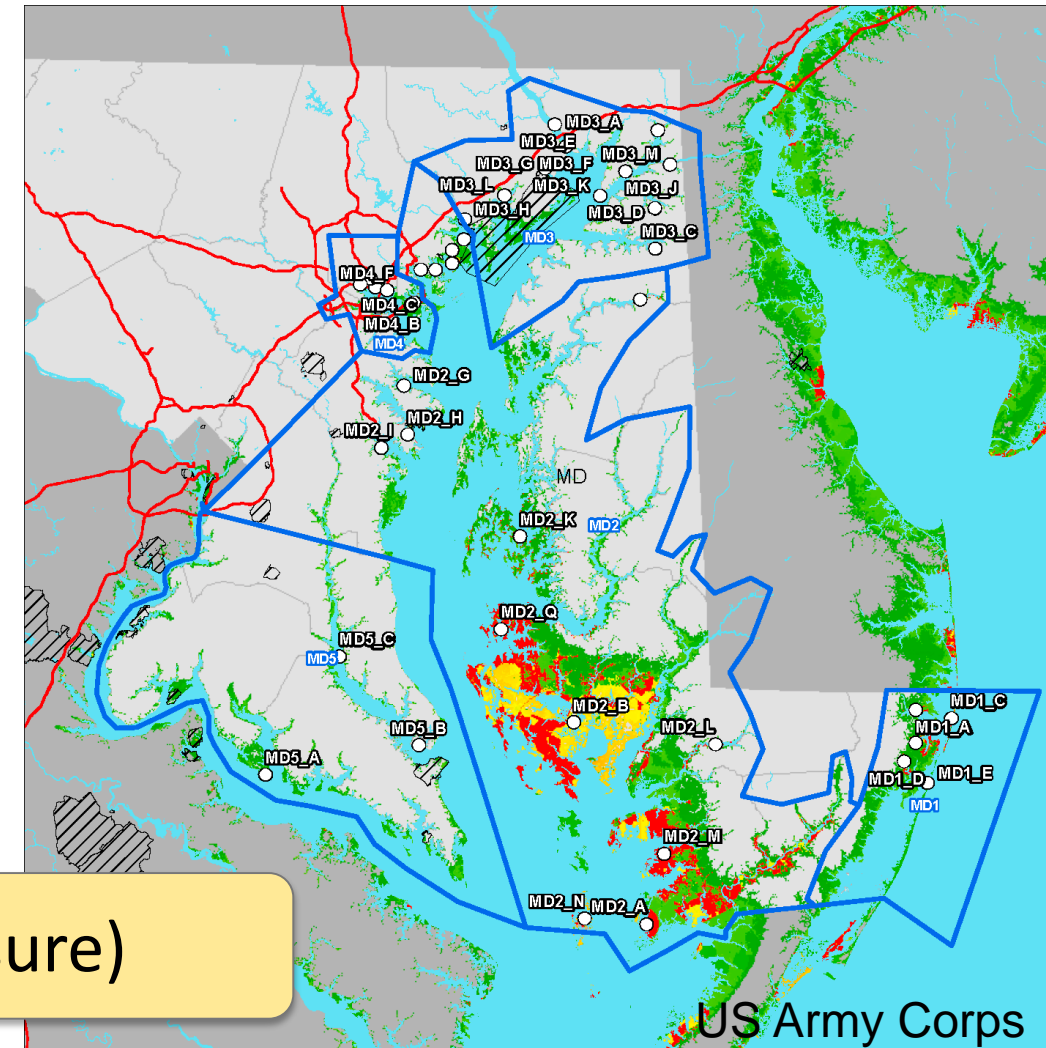 MD3_A
MD3_E
MD3_G MD3_F MD3_M
MD3_L MD3_K MD3_J
MD3_H MD3_D
MD3_C
MD3
MD4_F
MD4_C
MD4_B
MD4
MD2_G
MD2_H
MD2_I
MD
MD2_K
MD2
MD2_Q
MD5_C
MD5
MD2_B
MD5_B
MD2_L
MD5_A
MD1_C
MD1_A
MD1_D MD1_E
MD1
MD2_M
MD2_N MD2_A
sure)
US Army Corps